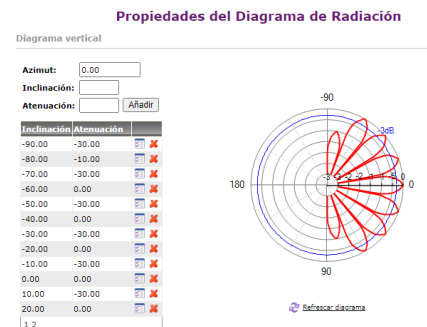 Propiedades del Diagrama de Radiación
Diagrama vertical
Azimut: 0.00
Inclinación:
Atenuación: Añadir
Inclinación Atenuación
-90.00 -30.00
-80.00 -10.00
-70.00 -30.00
-60.00 0.00
-50.00 -30.00
-40.00 0.00
-30.00 -30.00
-20.00 0.00
-10.00 -30.00
0.00 0.00
10.00 -30.00
20.00 0.00
1 2
-90
-3dB
180
0
0
90
Refrescar diagrama